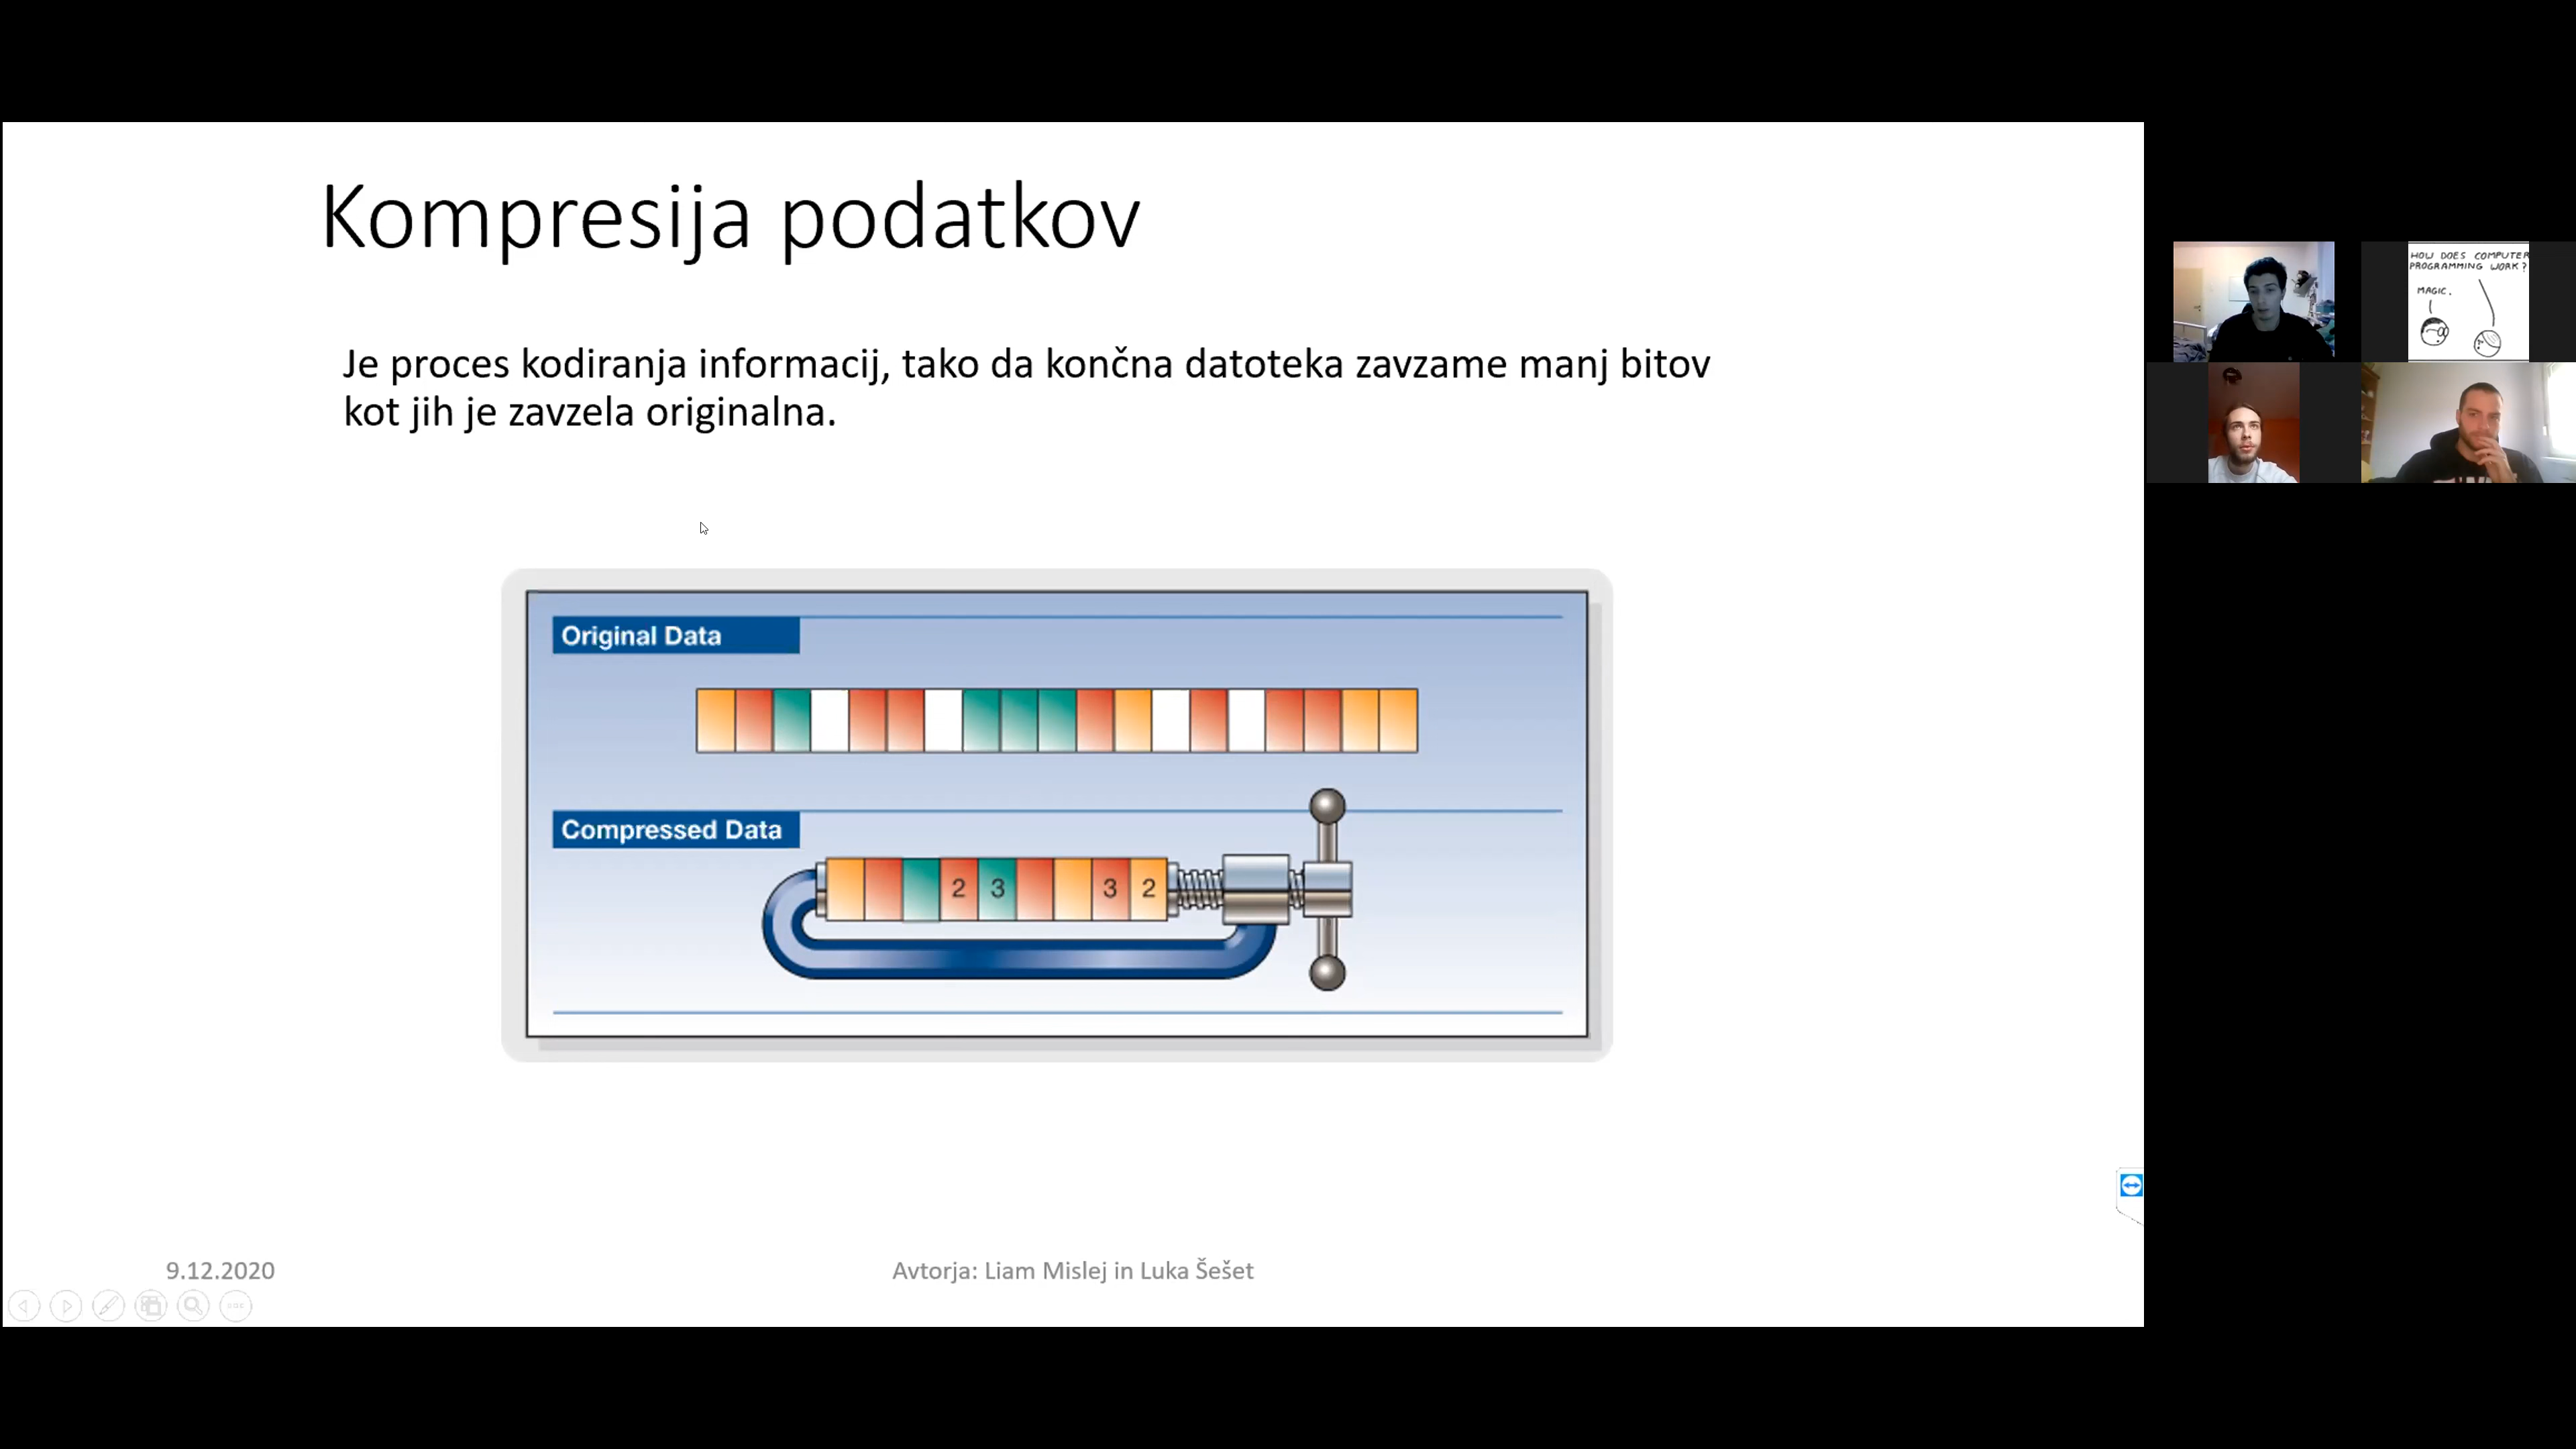 Kompresija podatkov
Je proces kodiranja informacij, tako da končna datoteka zavzame manj bitov
kot jih je zavzela originalna.
Original Data
Compressed Data
2 3 3 2
9.12.2020
Avtorja: Liam Mislej in Luka Šešet
HOW DOES COMPUTER
PROGRAMMING WORK?
MAGIC.